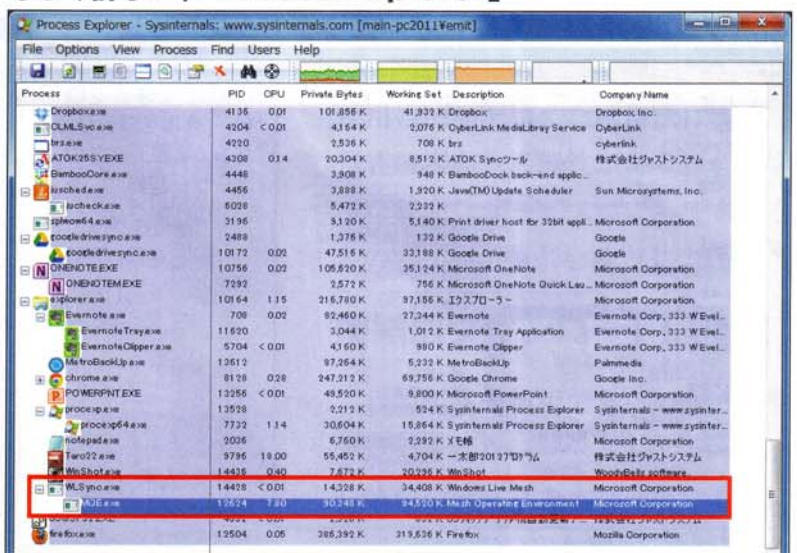 Process Explorer - Sysinternals: www.sysinternals.com [main-pc2011¥emit]
File Options View Process Find Users Help
Process PID CPU Private Bytes Working Set Description Company Name
Dropbox.exe 4136 0.01 101,856 K 41,932 K Dropbox Dropbox, Inc.
CLMLSvc.exe 4204 < 0.01 4,164 K 2,076 K CyberLink MediaLibray Service CyberLink
brs.exe 4220 2,536 K 708 K brs cyberlink
ATOK25SY.EXE 4308 0.14 20,304 K 8,512 K ATOK Syncツール 株式会社ジャストシステム
BambooCore.exe 4448 3,908 K 948 K BambooDock back-end applic...
jusched.exe 4456 3,888 K 1,920 K Java(TM) Update Scheduler Sun Microsystems, Inc.
jucheck.exe 5028 5,472 K 2,232 K
splwow64.exe 3196 9,120 K 5,140 K Print driver host for 32bit appli... Microsoft Corporation
googledrivesync.exe 2488 1,376 K 132 K Google Drive Google
googledrivesync.exe 10172 0.02 47,516 K 33,188 K Google Drive Google
ONENOTE.EXE 10756 0.02 105,620 K 35,124 K Microsoft OneNote Microsoft Corporation
ONENOTEM.EXE 7292 2,572 K 756 K Microsoft OneNote Quick Lau... Microsoft Corporation
explorer.exe 10164 1.15 216,780 K 97,156 K エクスプローラー Microsoft Corporation
Evernote.exe 708 0.02 82,460 K 27,344 K Evernote Evernote Corp., 333 W Evel...
EvernoteTray.exe 11620 3,044 K 1,012 K Evernote Tray Application Evernote Corp., 333 W Evel...
EvernoteClipper.exe 5704 < 0.01 4,160 K 980 K Evernote Clipper Evernote Corp., 333 W Evel...
MetroBackUp.exe 13612 87,264 K 5,232 K MetroBackUp Palmmedia
chrome.exe 8128 0.28 247,212 K 69,756 K Google Chrome Google Inc.
POWERPNT.EXE 13256 < 0.01 49,520 K 9,800 K Microsoft PowerPoint Microsoft Corporation
procexp.exe 13528 2,212 K 524 K Sysinternals Process Explorer Sysinternals - www.sysinter...
procexp64.exe 7732 1.14 30,604 K 15,864 K Sysinternals Process Explorer Sysinternals - www.sysinter...
notepad.exe 2036 6,760 K 2,292 K メモ帳 Microsoft Corporation
Taro22.exe 9796 18.00 55,452 K 4,704 K 一太郎2012プログラム 株式会社ジャストシステム
WinShot.exe 14436 0.40 7,672 K 20,296 K WinShot WoodyBells software
WLSync.exe 14428 < 0.01 14,328 K 34,408 K Windows Live Mesh Microsoft Corporation
MOE.exe 12624 7.80 90,248 K 94,520 K Mesh Operating Environment Microsoft Corporation
firefox.exe 12504 0.05 386,392 K 319,636 K Firefox Mozilla Corporation